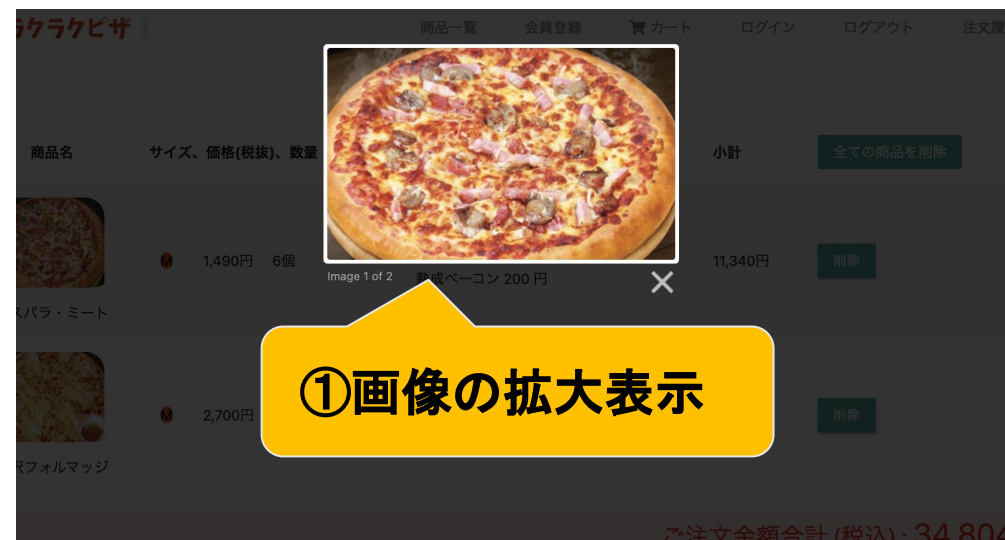 ラクラクピザ
商品一覧 会員登録 カート ログイン ログアウト 注文履
商品名 サイズ、価格(税抜)、数量 小計 全ての商品を削除
M 1,490円 6個 11,340円 削除
Image 1 of 2
熟成ベーコン 200 円
スパラ・ミート
①画像の拡大表示
M 2,700円 削除
沢フォルマッジ
ご注文金額合計 (税込) : 34,804